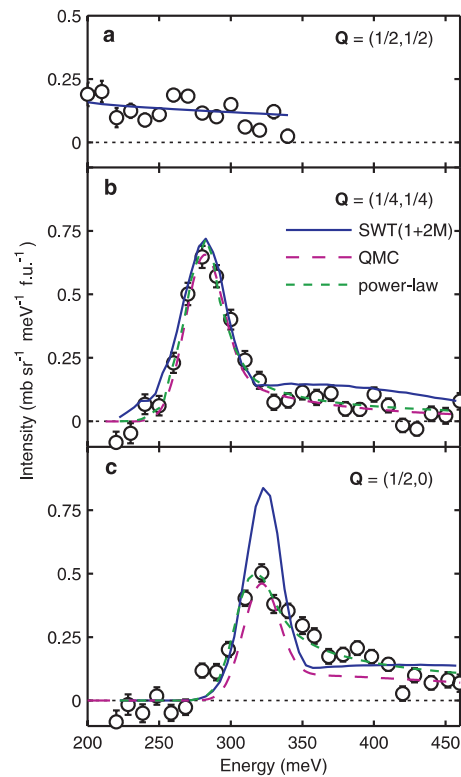 0.5
a
Q = (1/2,1/2)
0.25
0
b
Q = (1/4,1/4)
0.75
SWT(1+2M)
QMC
0.5
power-law
0.25
0
Intensity (mb sr⁻¹ meV⁻¹ f.u.⁻¹)
c
Q = (1/2,0)
0.75
0.5
0.25
0
200 250 300 350 400 450
Energy (meV)